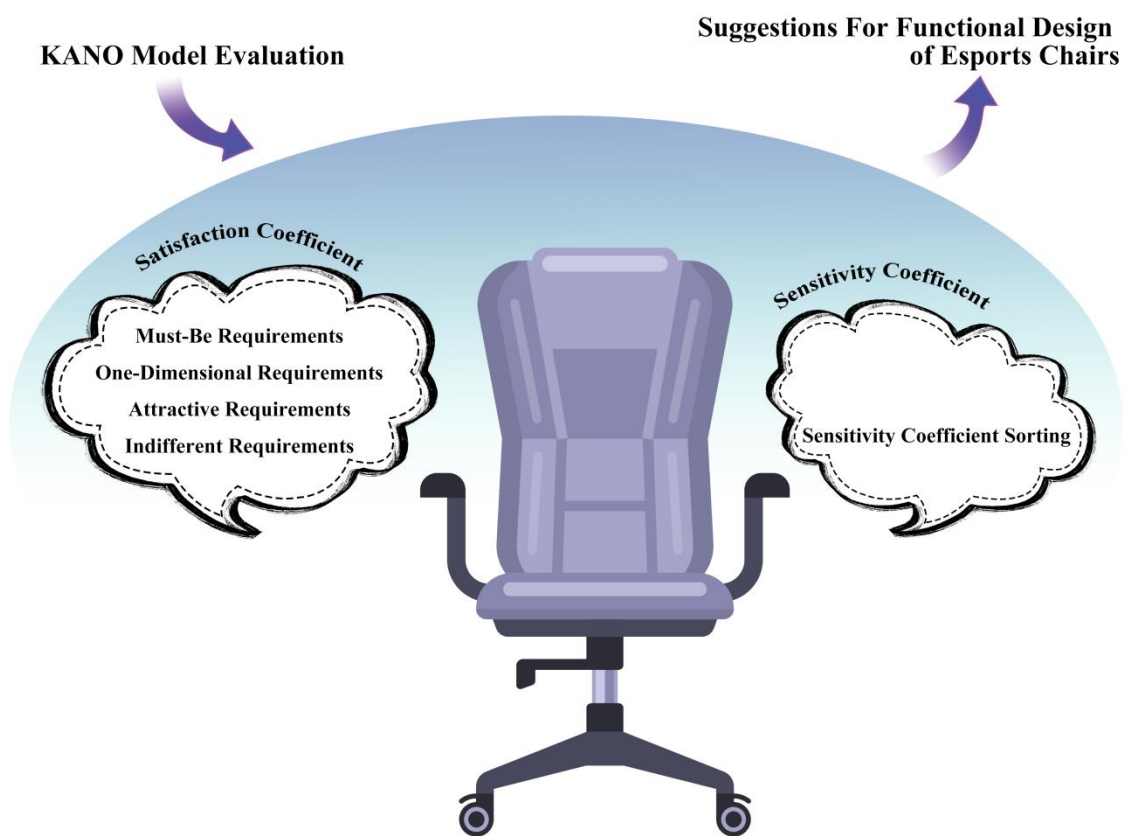 KANO Model Evaluation
Suggestions For Functional Design
of Esports Chairs
Satisfaction Coefficient
Must-Be Requirements
One-Dimensional Requirements
Attractive Requirements
Indifferent Requirements
Sensitivity Coefficient
Sensitivity Coefficient Sorting